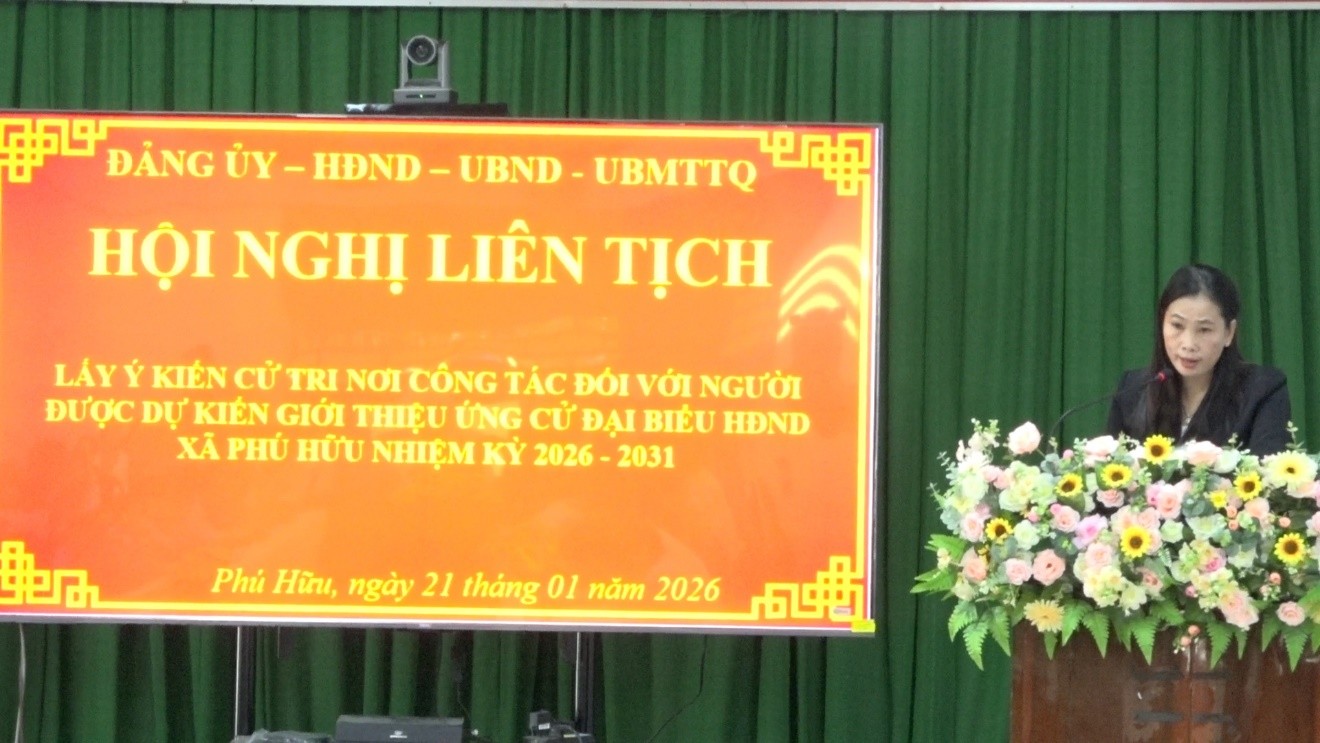 ĐẢNG ỦY – HĐND – UBND - UBMTTQ
HỘI NGHỊ LIÊN TỊCH
LẤY Ý KIẾN CỬ TRI NƠI CÔNG TÁC ĐỐI VỚI NGƯỜI
ĐƯỢC DỰ KIẾN GIỚI THIỆU ỨNG CỬ ĐẠI BIỂU HĐND
XÃ PHÚ HỮU NHIỆM KỲ 2026 - 2031
Phú Hữu, ngày 21 tháng 01 năm 2026